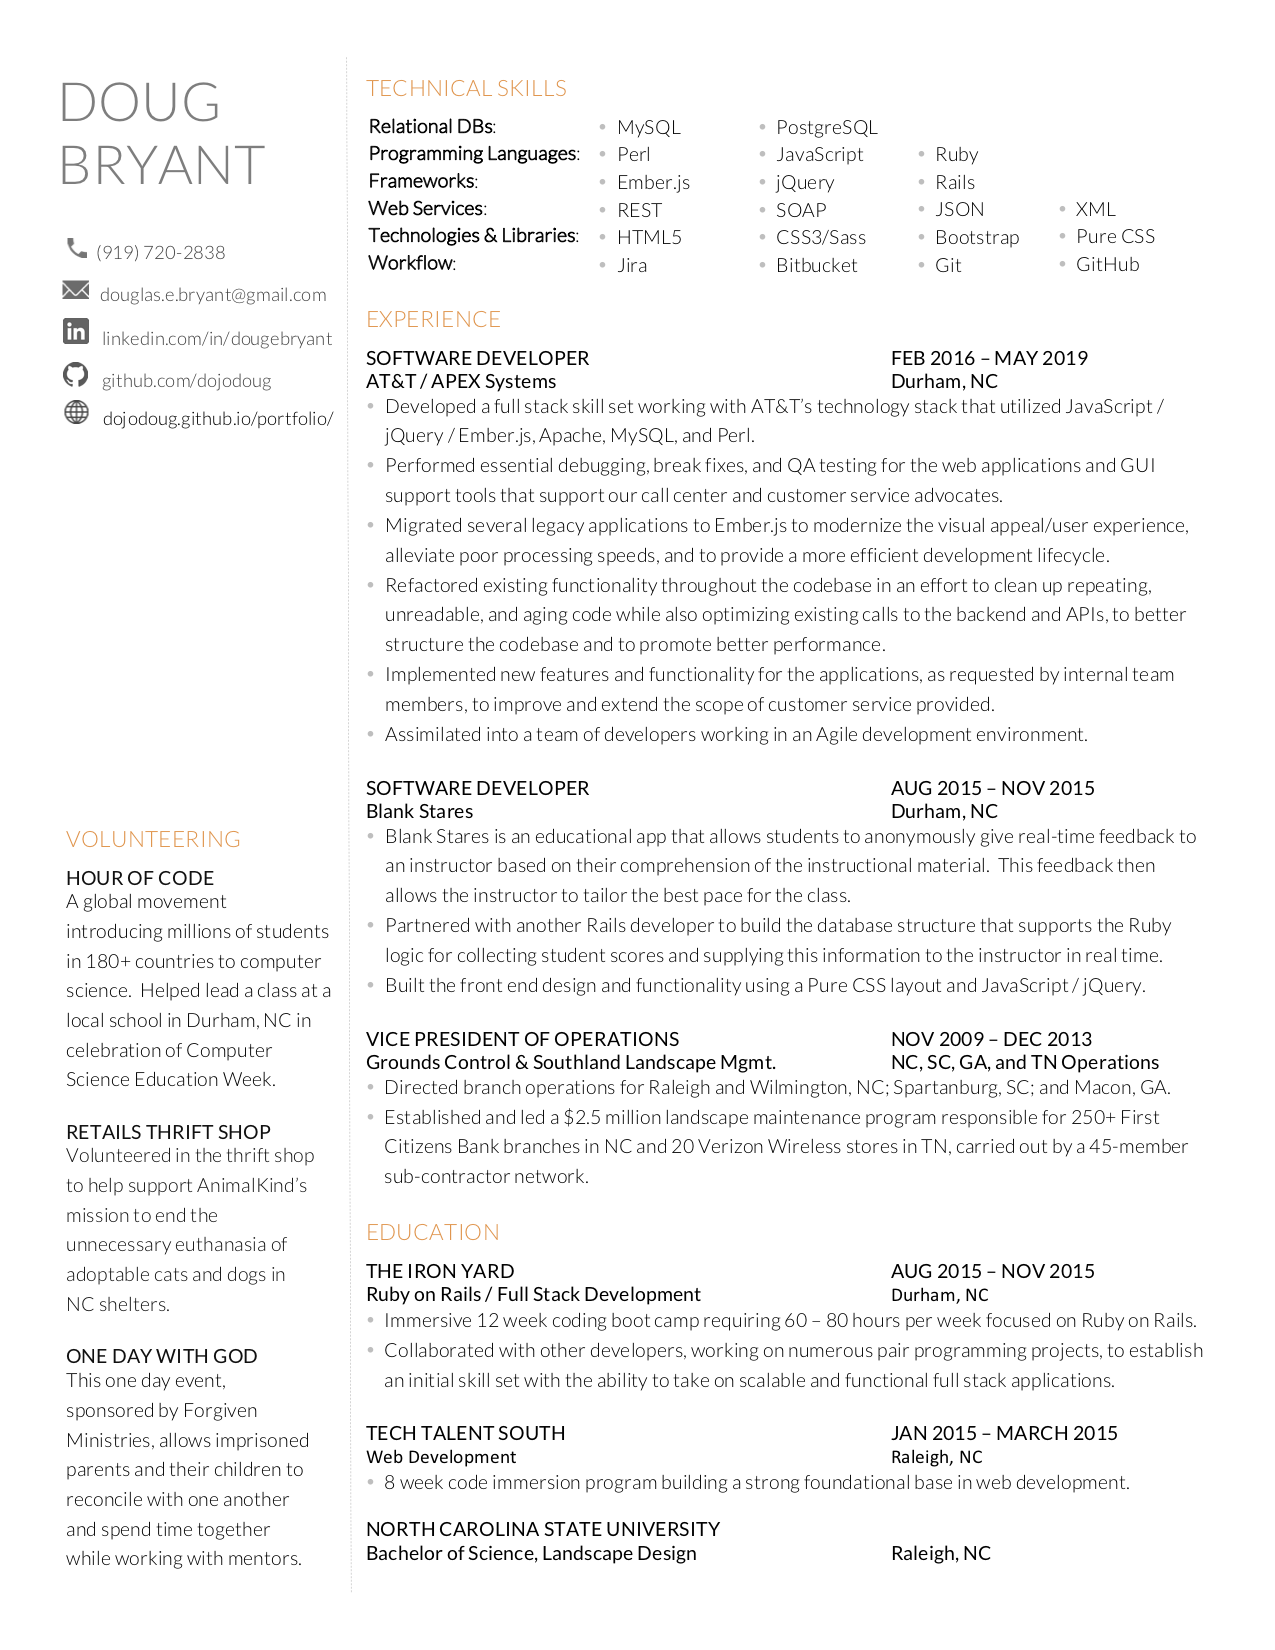 DOUG
BRYANT
(919) 720-2838
douglas.e.bryant@gmail.com
linkedin.com/in/dougebryant
github.com/dojodoug
dojodoug.github.io/portfolio/
VOLUNTEERING
HOUR OF CODE
A global movement
introducing millions of students
in 180+ countries to computer
science.  Helped lead a class at a
local school in Durham, NC in
celebration of Computer
Science Education Week.
RETAILS THRIFT SHOP
Volunteered in the thrift shop
to help support AnimalKind’s
mission to end the
unnecessary euthanasia of
adoptable cats and dogs in
NC shelters.
ONE DAY WITH GOD
This one day event,
sponsored by Forgiven
Ministries, allows imprisoned
parents and their children to
reconcile with one another
and spend time together
while working with mentors.
TECHNICAL SKILLS
Relational DBs: • MySQL • PostgreSQL
Programming Languages: • Perl • JavaScript • Ruby
Frameworks: • Ember.js • jQuery • Rails
Web Services: • REST • SOAP • JSON • XML
Technologies & Libraries: • HTML5 • CSS3/Sass • Bootstrap • Pure CSS
Workflow: • Jira • Bitbucket • Git • GitHub
EXPERIENCE
SOFTWARE DEVELOPER FEB 2016 – MAY 2019
AT&T / APEX Systems Durham, NC
• Developed a full stack skill set working with AT&T’s technology stack that utilized JavaScript /
jQuery / Ember.js, Apache, MySQL, and Perl.
• Performed essential debugging, break fixes, and QA testing for the web applications and GUI
support tools that support our call center and customer service advocates.
• Migrated several legacy applications to Ember.js to modernize the visual appeal/user experience,
alleviate poor processing speeds, and to provide a more efficient development lifecycle.
• Refactored existing functionality throughout the codebase in an effort to clean up repeating,
unreadable, and aging code while also optimizing existing calls to the backend and APIs, to better
structure the codebase and to promote better performance.
• Implemented new features and functionality for the applications, as requested by internal team
members, to improve and extend the scope of customer service provided.
• Assimilated into a team of developers working in an Agile development environment.
SOFTWARE DEVELOPER AUG 2015 – NOV 2015
Blank Stares Durham, NC
• Blank Stares is an educational app that allows students to anonymously give real-time feedback to
an instructor based on their comprehension of the instructional material.  This feedback then
allows the instructor to tailor the best pace for the class.
• Partnered with another Rails developer to build the database structure that supports the Ruby
logic for collecting student scores and supplying this information to the instructor in real time.
• Built the front end design and functionality using a Pure CSS layout and JavaScript / jQuery.
VICE PRESIDENT OF OPERATIONS NOV 2009 – DEC 2013
Grounds Control & Southland Landscape Mgmt. NC, SC, GA, and TN Operations
• Directed branch operations for Raleigh and Wilmington, NC; Spartanburg, SC; and Macon, GA.
• Established and led a $2.5 million landscape maintenance program responsible for 250+ First
Citizens Bank branches in NC and 20 Verizon Wireless stores in TN, carried out by a 45-member
sub-contractor network.
EDUCATION
THE IRON YARD AUG 2015 – NOV 2015
Ruby on Rails / Full Stack Development Durham, NC
• Immersive 12 week coding boot camp requiring 60 – 80 hours per week focused on Ruby on Rails.
• Collaborated with other developers, working on numerous pair programming projects, to establish
an initial skill set with the ability to take on scalable and functional full stack applications.
TECH TALENT SOUTH JAN 2015 – MARCH 2015
Web Development Raleigh, NC
• 8 week code immersion program building a strong foundational base in web development.
NORTH CAROLINA STATE UNIVERSITY
Bachelor of Science, Landscape Design Raleigh, NC